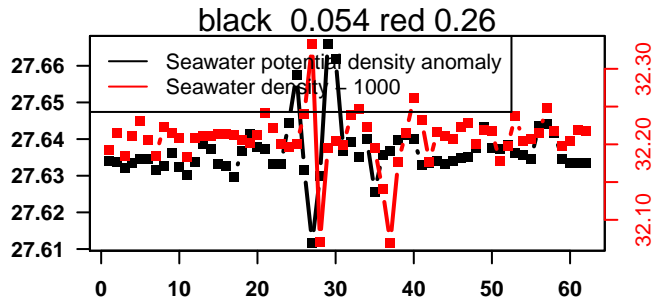 black 0.054 red 0.26
Seawater potential density anomaly
Seawater density - 1000
27.66
27.65
27.64
27.63
27.62
27.61
32.30
32.20
32.10
0 10 20 30 40 50 60